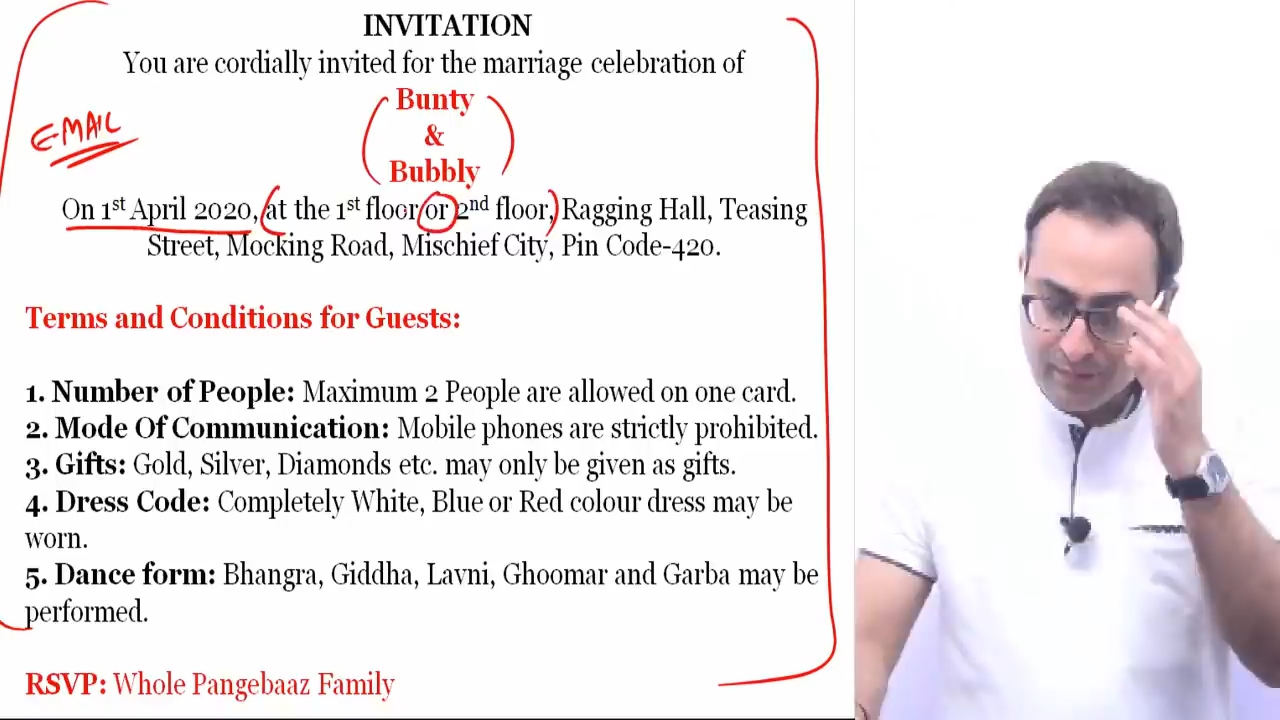 INVITATION
You are cordially invited for the marriage celebration of
Bunty
&
Bubbly
E-MAIL
On 1st April 2020, at the 1st floor or 2nd floor, Ragging Hall, Teasing
Street, Mocking Road, Mischief City, Pin Code-420.
Terms and Conditions for Guests:
1. Number of People: Maximum 2 People are allowed on one card.
2. Mode Of Communication: Mobile phones are strictly prohibited.
3. Gifts: Gold, Silver, Diamonds etc. may only be given as gifts.
4. Dress Code: Completely White, Blue or Red colour dress may be
worn.
5. Dance form: Bhangra, Giddha, Lavni, Ghoomar and Garba may be
performed.
RSVP: Whole Pangebaaz Family